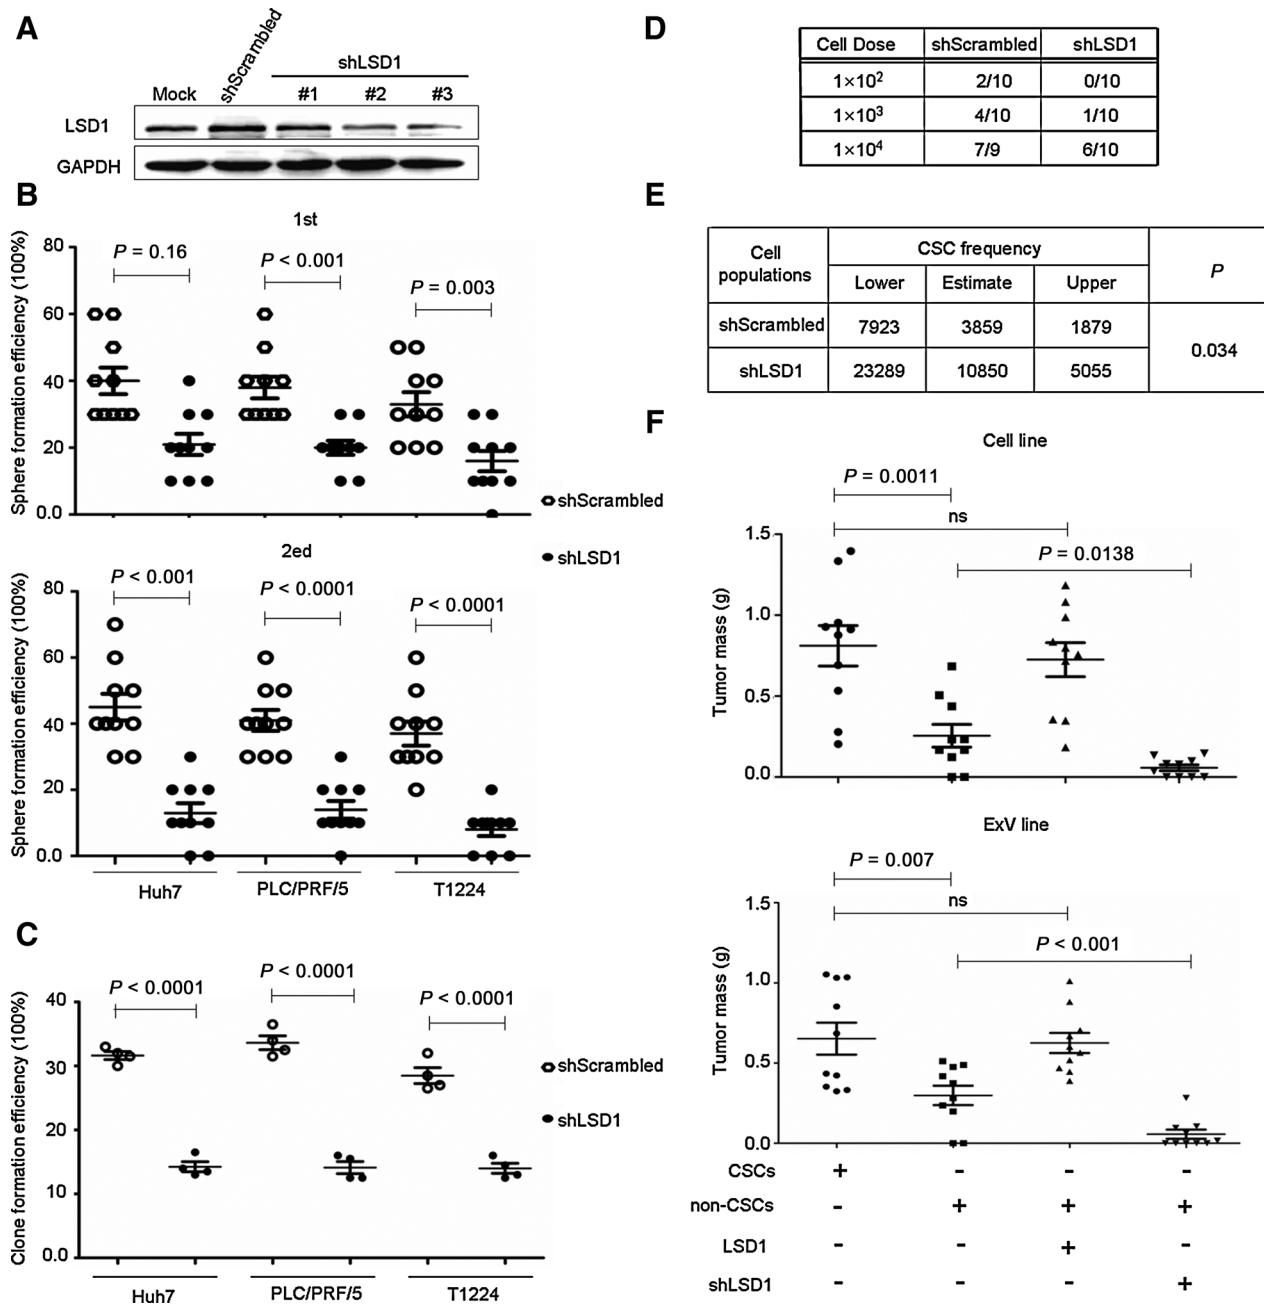 A
Mock shScrambled shLSD1
#1 #2 #3
LSD1
GAPDH
B
1st
Sphere formation efficiency (100%)
80
60
40
20
0.0
P = 0.16
P < 0.001
P = 0.003
shScrambled
shLSD1
2ed
Sphere formation efficiency (100%)
80
60
40
20
0.0
P < 0.001
P < 0.0001
P < 0.0001
Huh7 PLC/PRF/5 T1224
C
Clone formation efficiency (100%)
40
30
20
10
0.0
P < 0.0001
P < 0.0001
P < 0.0001
shScrambled
shLSD1
Huh7 PLC/PRF/5 T1224
D
Cell Dose shScrambled shLSD1
1×10² 2/10 0/10
1×10³ 4/10 1/10
1×10⁴ 7/9 6/10
E
Cell populations CSC frequency P
Lower Estimate Upper
shScrambled 7923 3859 1879
0.034
shLSD1 23289 10850 5055
F
Cell line
P = 0.0011
ns
P = 0.0138
Tumor mass (g)
1.5
1.0
0.5
0.0
ExV line
P = 0.007
ns
P < 0.001
Tumor mass (g)
1.5
1.0
0.5
0.0
CSCs + - - -
non-CSCs - + + +
LSD1 - - + -
shLSD1 - - - +